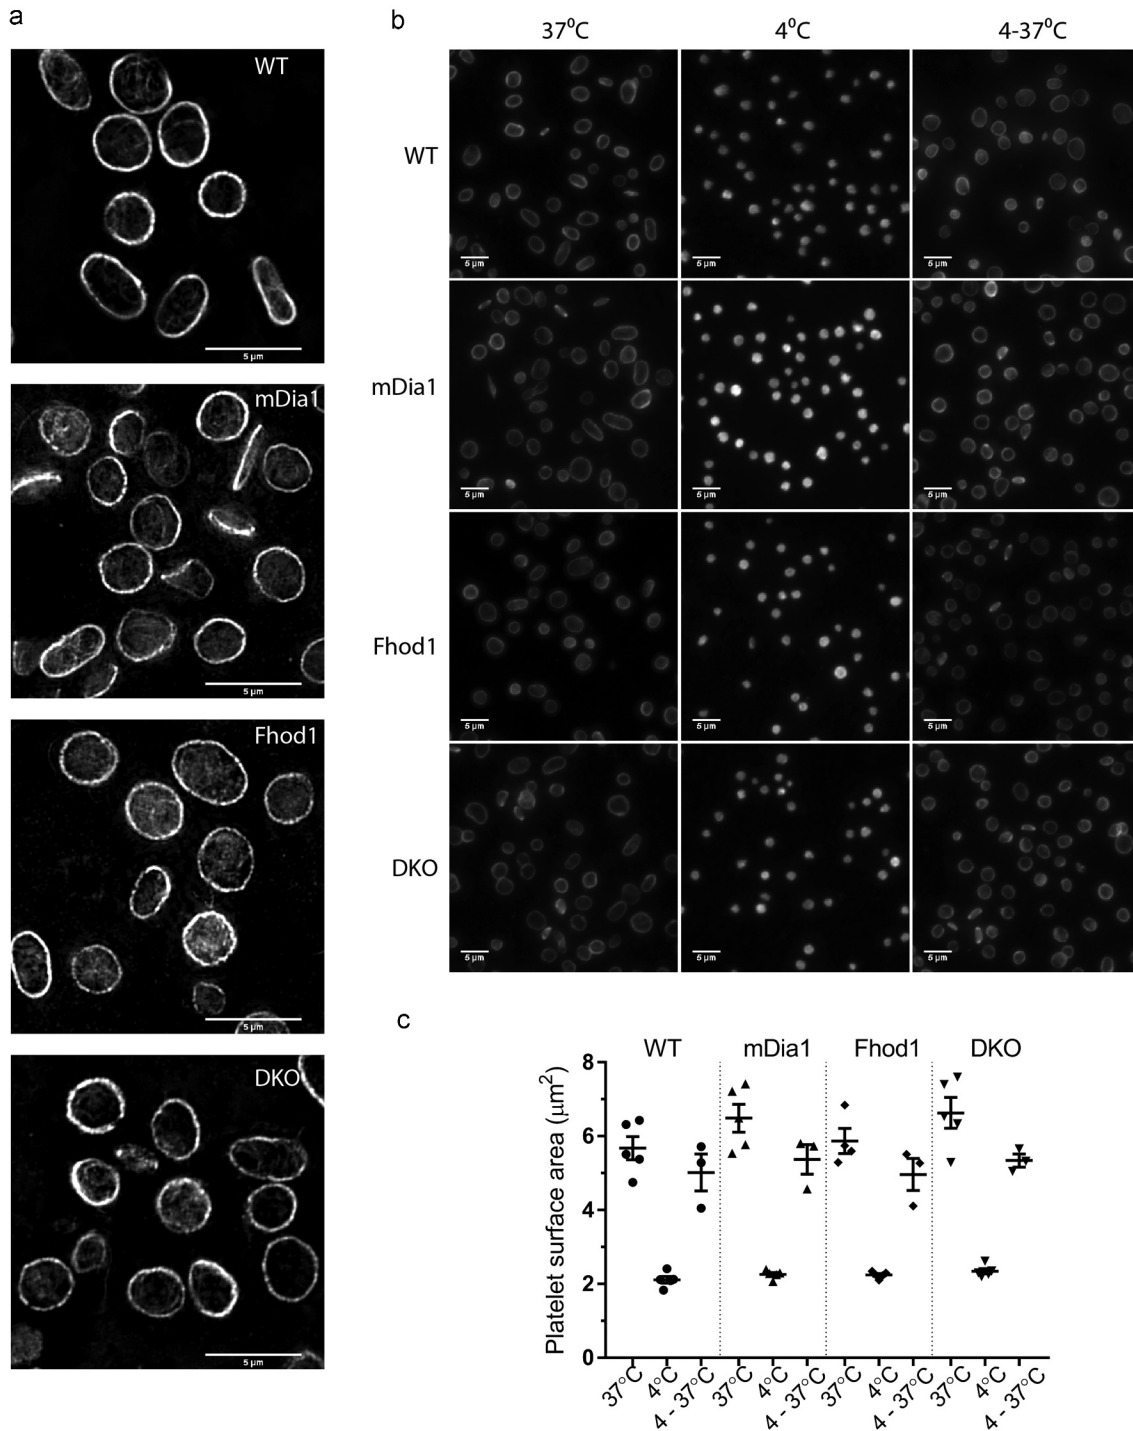 a
WT
5 µm
mDia1
5 µm
Fhod1
5 µm
DKO
5 µm
b
37⁰C 4⁰C 4-37⁰C
WT
5 µm 5 µm 5 µm
mDia1
5 µm 5 µm 5 µm
Fhod1
5 µm 5 µm 5 µm
DKO
5 µm 5 µm 5 µm
c
WT mDia1 Fhod1 DKO
Platelet surface area (µm²)
8
6
4
2
0
37°C 4°C 4 - 37°C 37°C 4°C 4 - 37°C 37°C 4°C 4 - 37°C 37°C 4°C 4 - 37°C